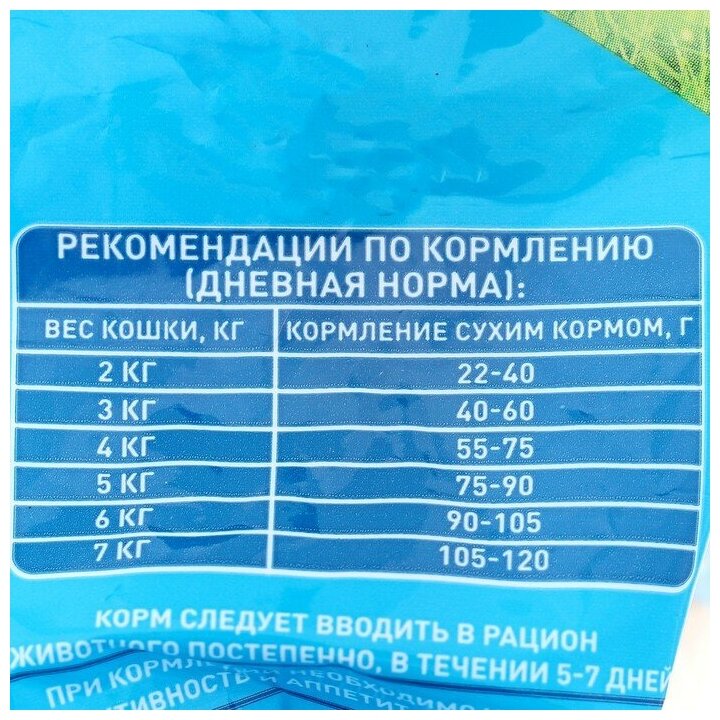 РЕКОМЕНДАЦИИ ПО КОРМЛЕНИЮ
(ДНЕВНАЯ НОРМА):
ВЕС КОШКИ, КГ КОРМЛЕНИЕ СУХИМ КОРМОМ, Г
2 КГ 22-40
3 КГ 40-60
4 КГ 55-75
5 КГ 75-90
6 КГ 90-105
7 КГ 105-120
КОРМ СЛЕДУЕТ ВВОДИТЬ В РАЦИОН
ЖИВОТНОГО ПОСТЕПЕННО, В ТЕЧЕНИИ 5-7 ДНЕЙ
ПРИ
И АППЕТИТ